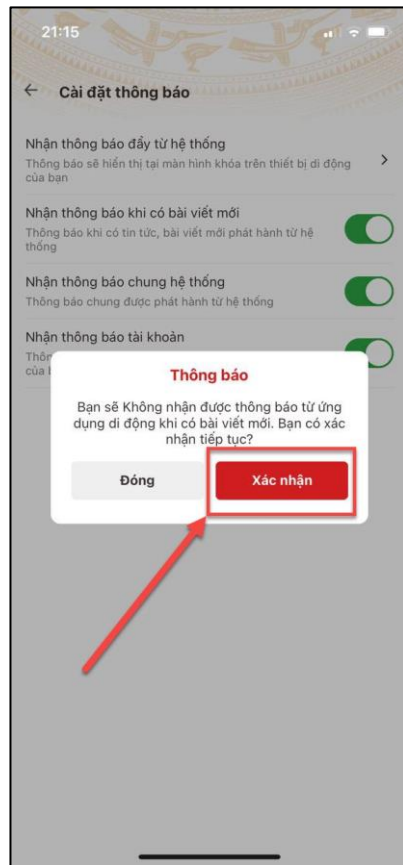 21:15
Cài đặt thông báo
Nhận thông báo đẩy từ hệ thống
Thông báo sẽ hiển thị tại màn hình khóa trên thiết bị di động
của bạn
Nhận thông báo khi có bài viết mới
Thông báo khi có tin tức, bài viết mới phát hành từ hệ
thống
Nhận thông báo chung hệ thống
Thông báo chung được phát hành từ hệ thống
Nhận thông báo tài khoản
của
Thông báo
Bạn sẽ Không nhận được thông báo từ ứng
dụng di động khi có bài viết mới. Bạn có xác
nhận tiếp tục?
Đóng
Xác nhận